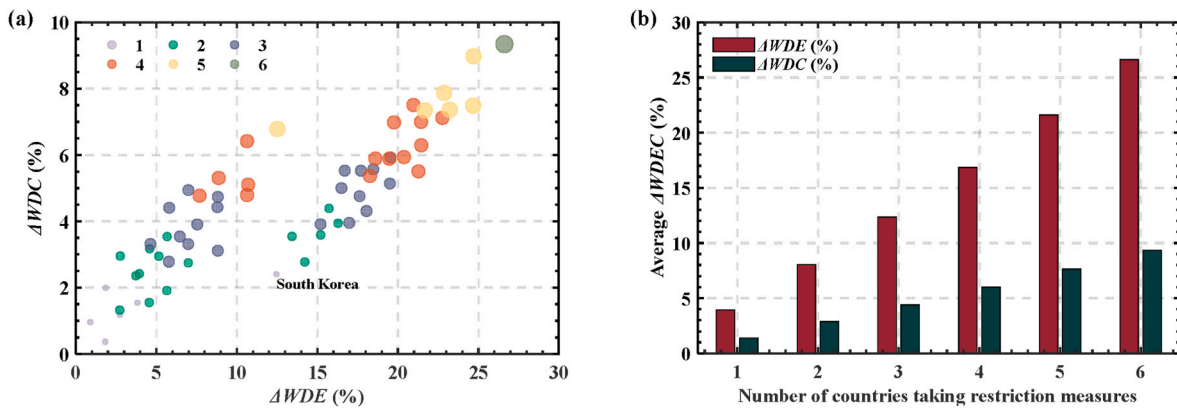 (a)
10
8
6
4
2
0
ΔWDC (%)
1 2 3
4 5 6
South Korea
0 5 10 15 20 25 30
ΔWDE (%)
(b)
30
25
20
15
10
5
0
Average ΔWDEC (%)
ΔWDE (%)
ΔWDC (%)
1 2 3 4 5 6
Number of countries taking restriction measures